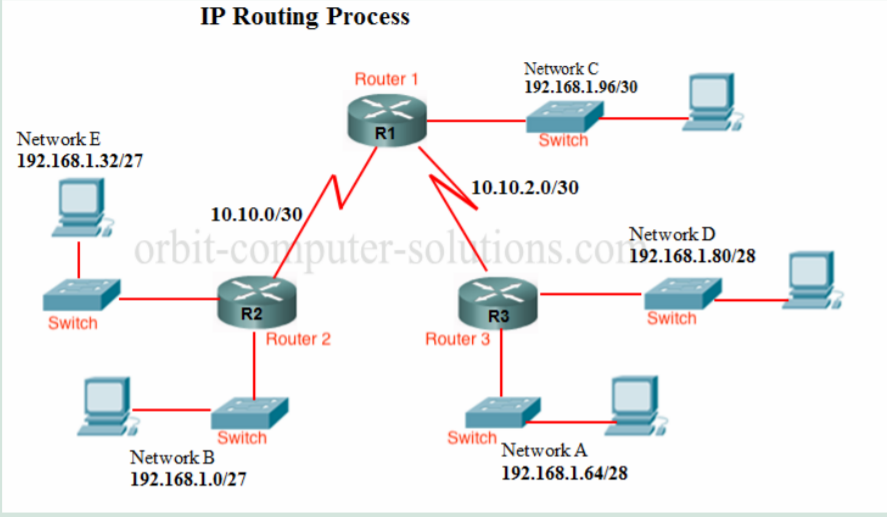 IP Routing Process
Router 1
R1
Network C
192.168.1.96/30
Switch
Network E
192.168.1.32/27
10.10.0/30
10.10.2.0/30
orbit-computer-solutions.com
Network D
192.168.1.80/28
Switch
R2
Router 2
R3
Router 3
Switch
Switch
Network B
192.168.1.0/27
Switch
Network A
192.168.1.64/28